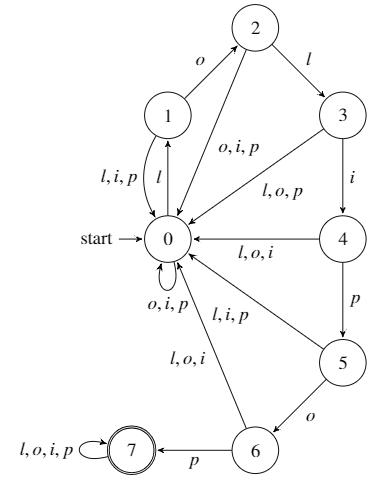 2
o
l
1
3
o, i, p
l, i, p
l
l, o, p
i
start
0
4
l, o, i
o, i, p
p
l, i, p
5
l, o, i
o
l, o, i, p
7
p
6